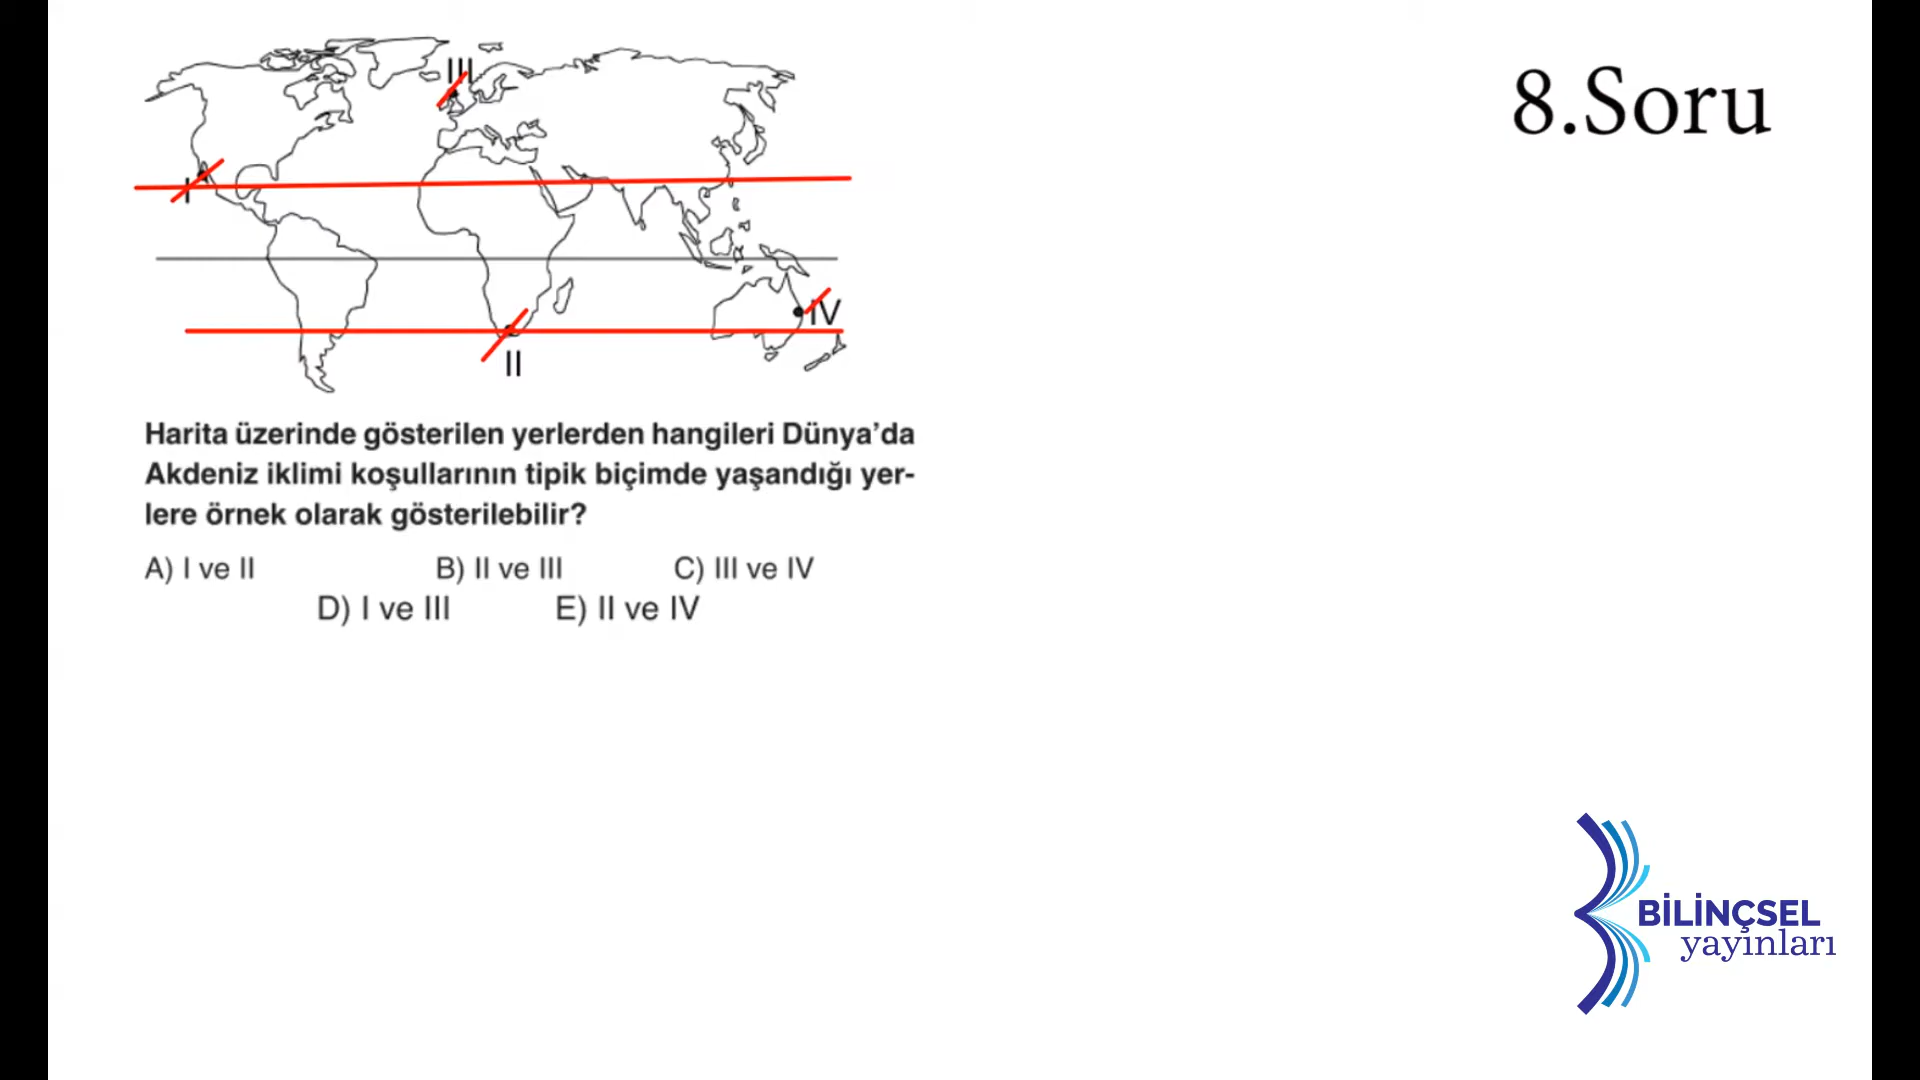 III
8.Soru
I
IV
II
Harita üzerinde gösterilen yerlerden hangileri Dünya’da
Akdeniz iklimi koşullarının tipik biçimde yaşandığı yer-
lere örnek olarak gösterilebilir?
A) I ve II B) II ve III C) III ve IV
D) I ve III E) II ve IV
BİLİNÇSEL
yayınları